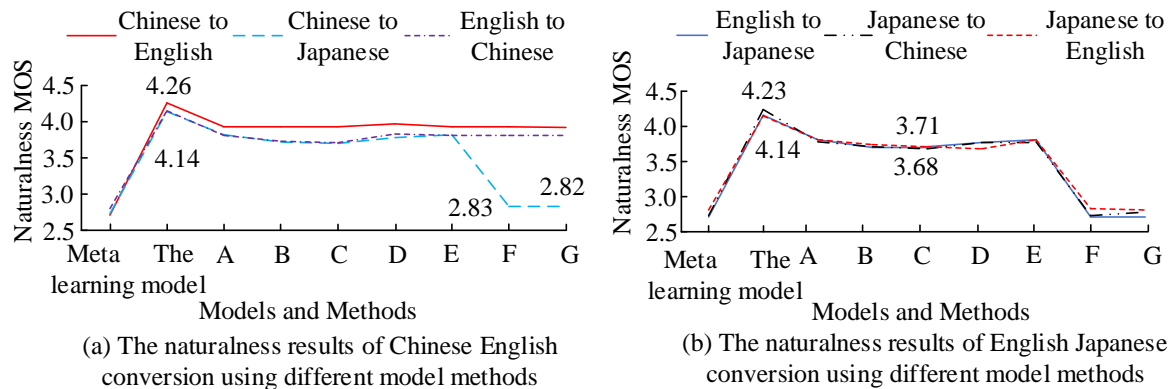 Chinese to English
Chinese to Japanese
English to Chinese
Naturalness MOS
4.5
4.0
3.5
3.0
2.5
4.26
4.14
2.83
2.82
Meta learning model
The model
A
B
C
D
E
F
G
Models and Methods
(a) The naturalness results of Chinese English
conversion using different model methods
English to Japanese
Japanese to Chinese
Japanese to English
Naturalness MOS
4.5
4.0
3.5
3.0
2.5
4.23
4.14
3.71
3.68
Meta learning model
The model
A
B
C
D
E
F
G
Models and Methods
(b) The naturalness results of English Japanese
conversion using different model methods